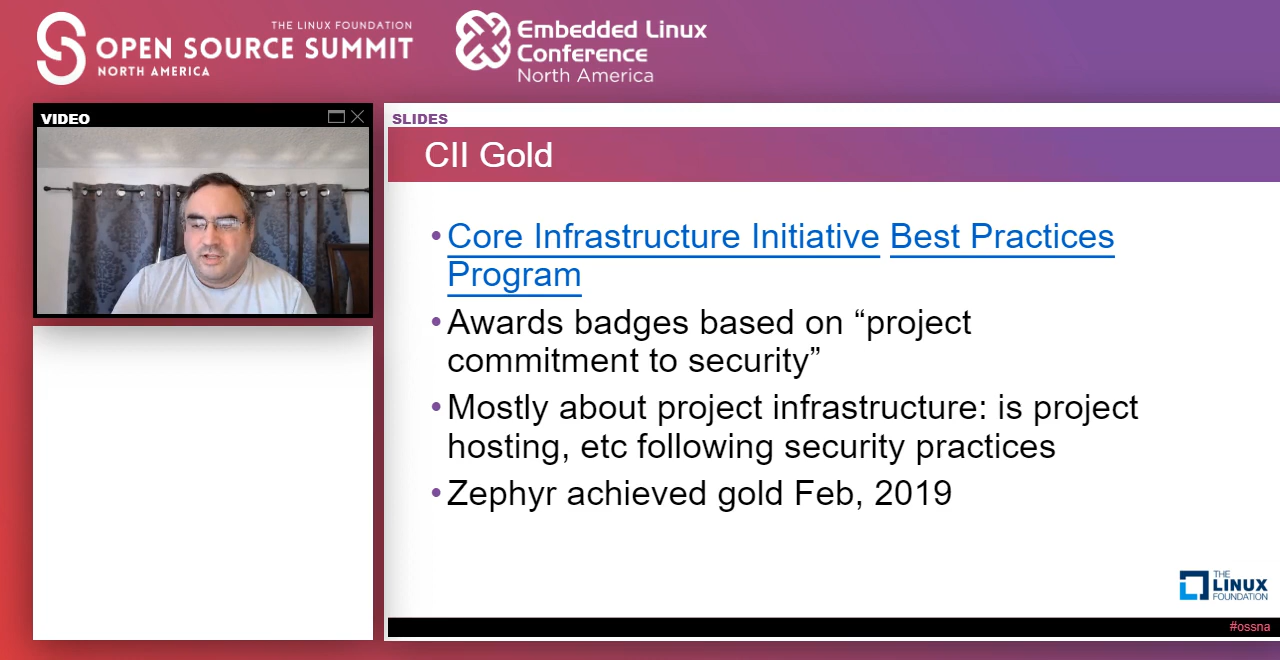 THE LINUX FOUNDATION
OPEN SOURCE SUMMIT
NORTH AMERICA
Embedded Linux
Conference
North America
VIDEO
SLIDES
CII Gold
•Core Infrastructure Initiative Best Practices
Program
•Awards badges based on “project
commitment to security”
•Mostly about project infrastructure: is project
hosting, etc following security practices
•Zephyr achieved gold Feb, 2019
THE
LINUX
FOUNDATION
#ossna